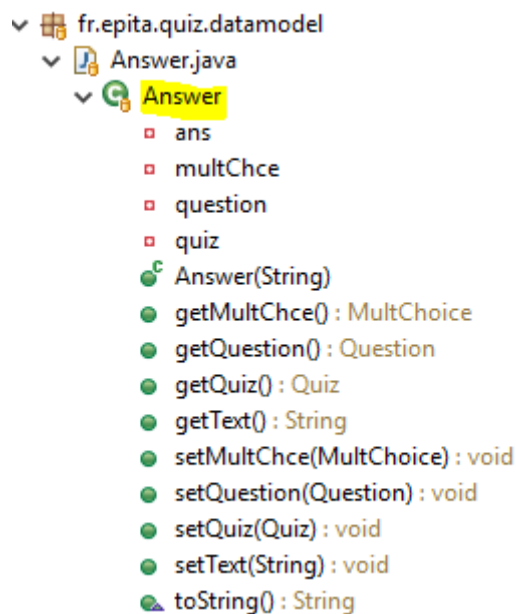 fr.epita.quiz.datamodel
Answer.java
Answer
ans
multChce
question
quiz
Answer(String)
getMultChce() : MultChoice
getQuestion() : Question
getQuiz() : Quiz
getText() : String
setMultChce(MultChoice) : void
setQuestion(Question) : void
setQuiz(Quiz) : void
setText(String) : void
toString() : String